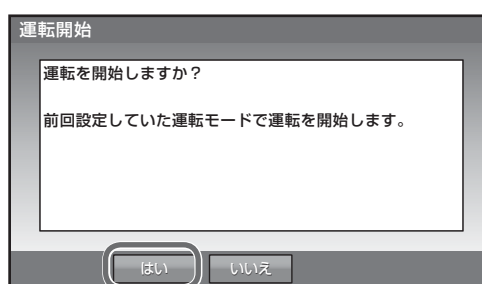 運転開始
運転を開始しますか？
前回設定していた運転モードで運転を開始します。
はい いいえ